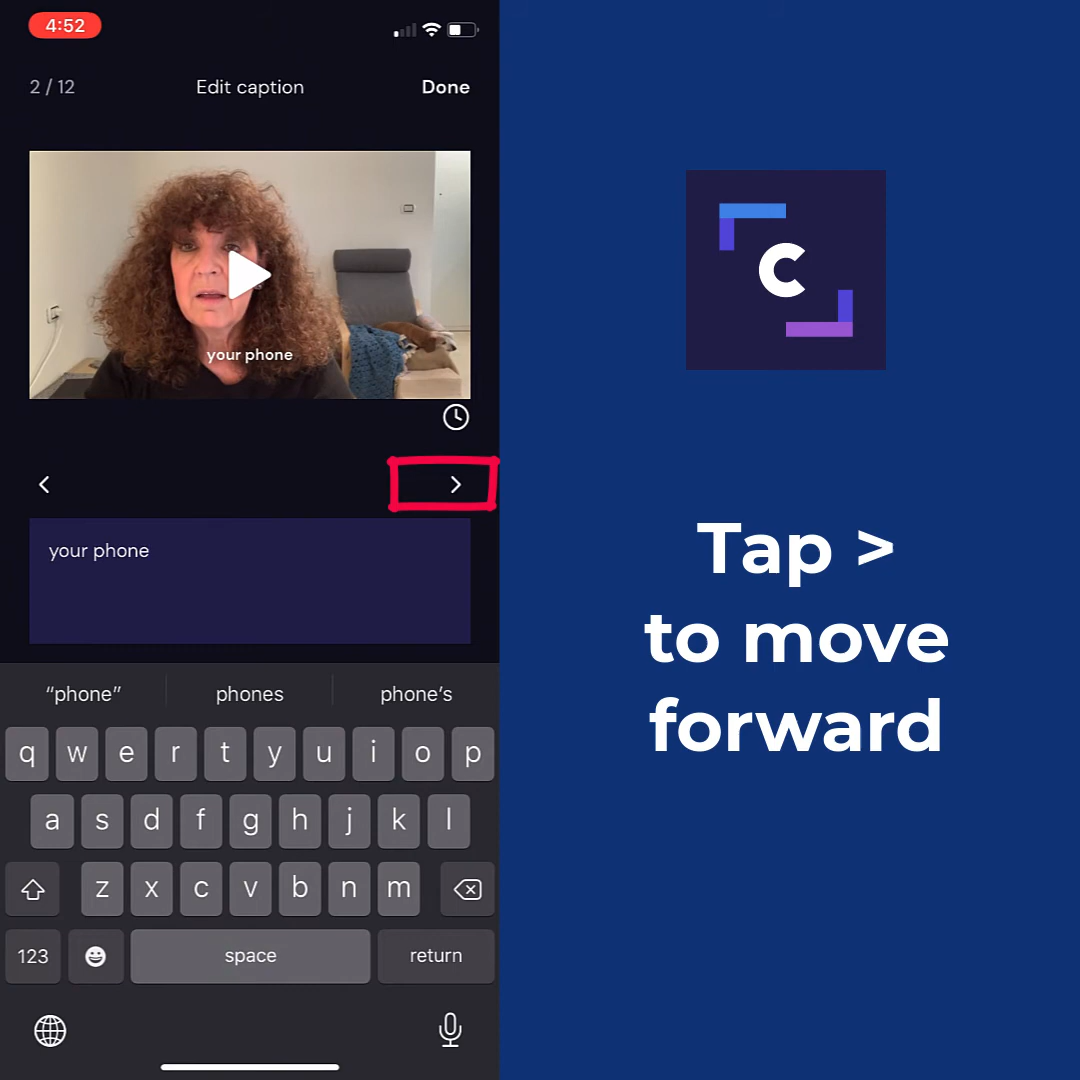 4:52
2 / 12
Edit caption
Done
your phone
<
>
your phone
“phone”
phones
phone’s
q w e r t y u i o p
a s d f g h j k l
z x c v b n m
123
space
return
C
Tap >
to move
forward